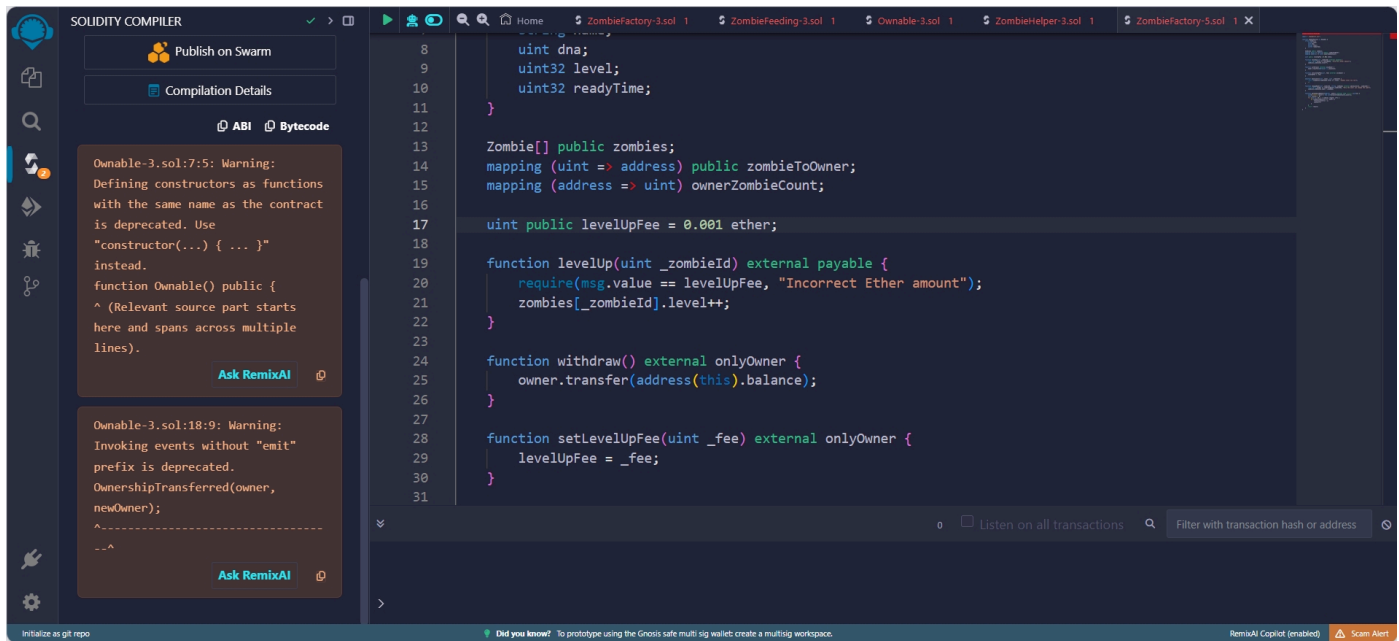 SOLIDITY COMPILER
Publish on Swarm
Compilation Details
ABI Bytecode
Ownable-3.sol:7:5: Warning:
Defining constructors as functions
with the same name as the contract
is deprecated. Use
"constructor(...) { ... }"
instead.
function Ownable() public {
^ (Relevant source part starts
here and spans across multiple
lines).
Ask RemixAI
Ownable-3.sol:18:9: Warning:
Invoking events without "emit"
prefix is deprecated.
OwnershipTransferred(owner,
newOwner);
^---------------------------------
--^
Ask RemixAI
2
Home ZombieFactory-3.sol 1 ZombieFeeding-3.sol 1 Ownable-3.sol 1 ZombieHelper-3.sol 1 ZombieFactory-5.sol 1
8 uint dna;
9 uint32 level;
10 uint32 readyTime;
11 }
12
13 Zombie[] public zombies;
14 mapping (uint => address) public zombieToOwner;
15 mapping (address => uint) ownerZombieCount;
16
17 uint public levelUpFee = 0.001 ether;
18
19 function levelUp(uint _zombieId) external payable {
20 require(msg.value == levelUpFee, "Incorrect Ether amount");
21 zombies[_zombieId].level++;
22 }
23
24 function withdraw() external onlyOwner {
25 owner.transfer(address(this).balance);
26 }
27
28 function setLevelUpFee(uint _fee) external onlyOwner {
29 levelUpFee = _fee;
30 }
31
0 Listen on all transactions Filter with transaction hash or address
>
Initialize as git repo Did you know? To prototype using the Gnosis safe multi sig wallet: create a multisig workspace. RemixAI Copilot (enabled) Scam Alert